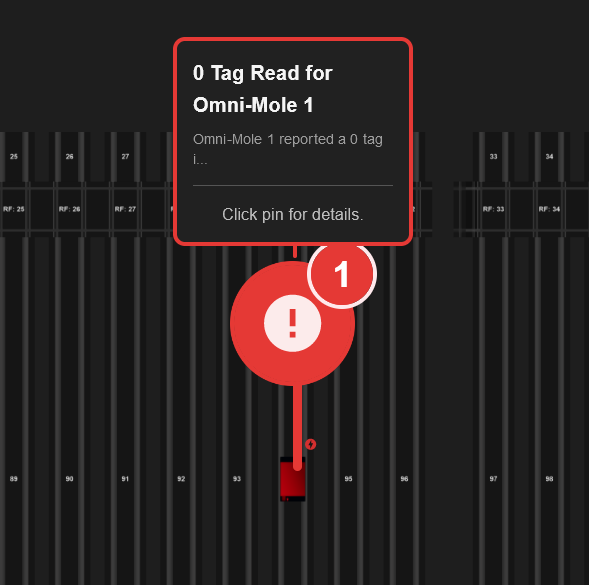 0 Tag Read for
Omni-Mole 1
Omni-Mole 1 reported a 0 tag
i...
Click pin for details.
1
25 26 27 33 34
RF: 25 RF: 26 RF: 27 RF: 33 RF: 34
89 90 91 92 93 95 96 97 98